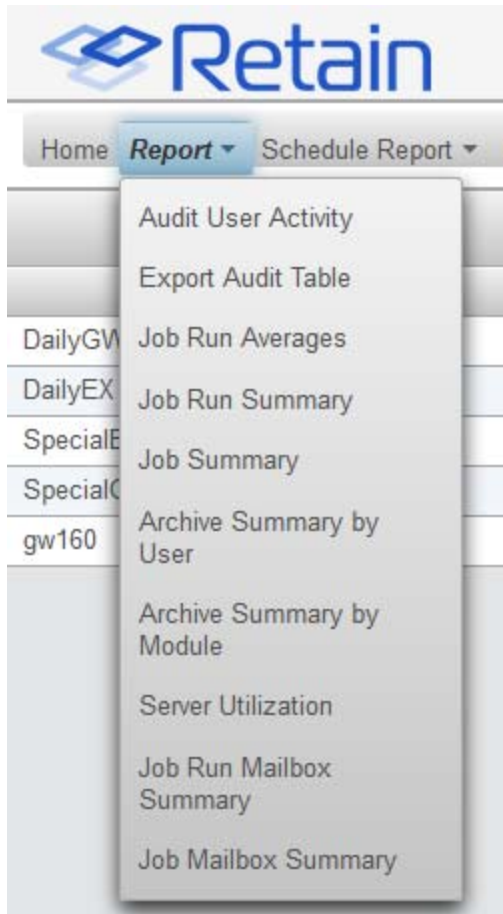 Retain
Home Report Schedule Report
Audit User Activity
Export Audit Table
Job Run Averages
Job Run Summary
Job Summary
Archive Summary by
User
Archive Summary by
Module
Server Utilization
Job Run Mailbox
Summary
Job Mailbox Summary
DailyGW
DailyEX
Special
Special
gw160